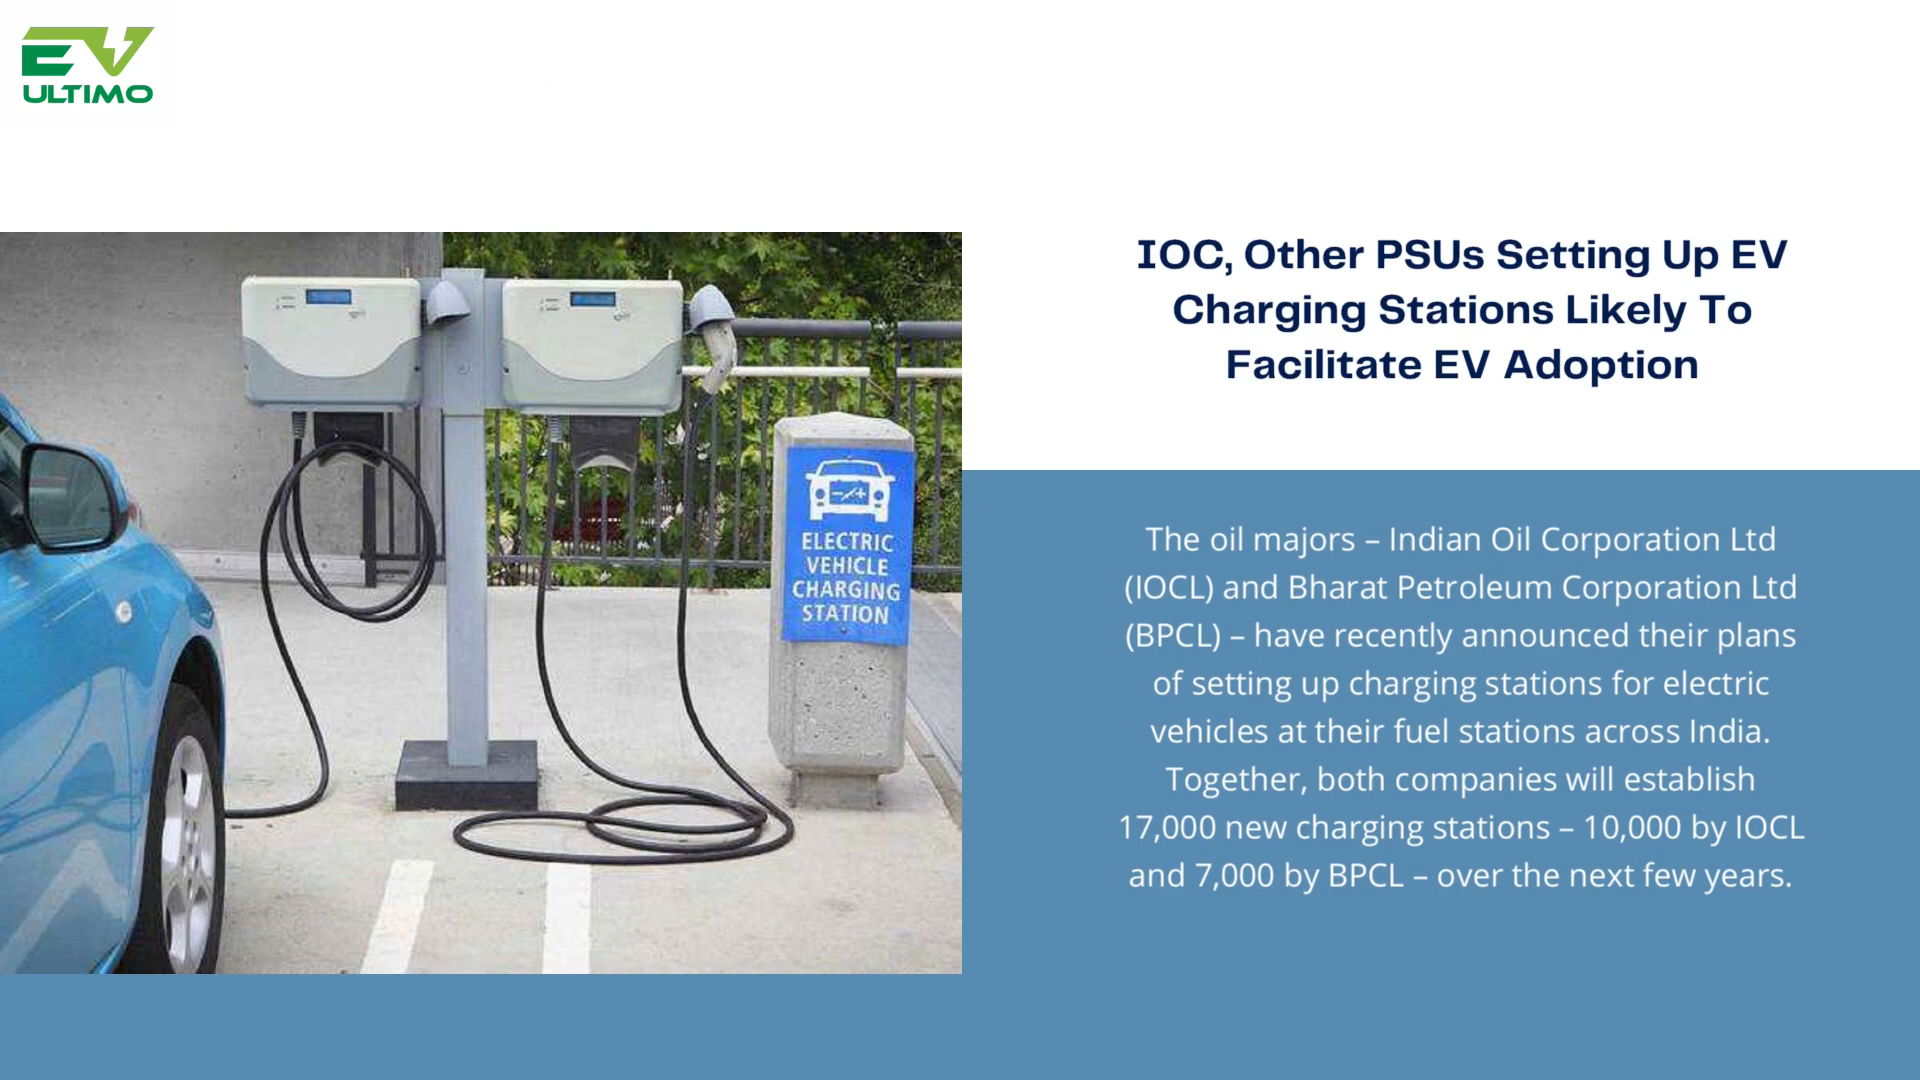 EV
ULTIMO
IOC, Other PSUs Setting Up EV
Charging Stations Likely To
Facilitate EV Adoption
ELECTRIC
VEHICLE
CHARGING
STATION
The oil majors – Indian Oil Corporation Ltd
(IOCL) and Bharat Petroleum Corporation Ltd
(BPCL) – have recently announced their plans
of setting up charging stations for electric
vehicles at their fuel stations across India.
Together, both companies will establish
17,000 new charging stations – 10,000 by IOCL
and 7,000 by BPCL – over the next few years.